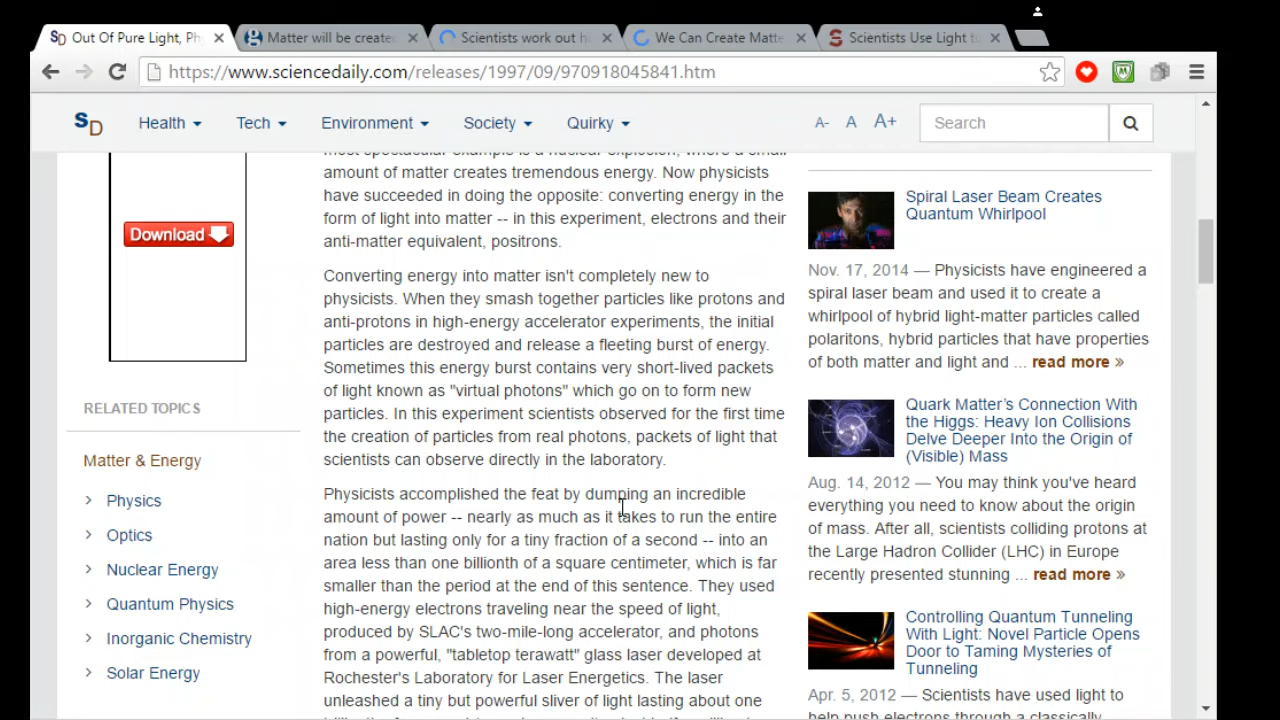 Out Of Pure Light, Ph
Matter will be create
Scientists work out h
We Can Create Matte
Scientists Use Light t
https://www.sciencedaily.com/releases/1997/09/970918045841.htm
SD
Health
Tech
Environment
Society
Quirky
A- A A+
Search
Download
RELATED TOPICS
Matter & Energy
Physics
Optics
Nuclear Energy
Quantum Physics
Inorganic Chemistry
Solar Energy
most spectacular example is a nuclear explosion, where a small
amount of matter creates tremendous energy. Now physicists
have succeeded in doing the opposite: converting energy in the
form of light into matter -- in this experiment, electrons and their
anti-matter equivalent, positrons.
Converting energy into matter isn't completely new to
physicists. When they smash together particles like protons and
anti-protons in high-energy accelerator experiments, the initial
particles are destroyed and release a fleeting burst of energy.
Sometimes this energy burst contains very short-lived packets
of light known as "virtual photons" which go on to form new
particles. In this experiment scientists observed for the first time
the creation of particles from real photons, packets of light that
scientists can observe directly in the laboratory.
Physicists accomplished the feat by dumping an incredible
amount of power -- nearly as much as it takes to run the entire
nation but lasting only for a tiny fraction of a second -- into an
area less than one billionth of a square centimeter, which is far
smaller than the period at the end of this sentence. They used
high-energy electrons traveling near the speed of light,
produced by SLAC's two-mile-long accelerator, and photons
from a powerful, "tabletop terawatt" glass laser developed at
Rochester's Laboratory for Laser Energetics. The laser
unleashed a tiny but powerful sliver of light lasting about one
Spiral Laser Beam Creates
Quantum Whirlpool
Nov. 17, 2014 — Physicists have engineered a
spiral laser beam and used it to create a
whirlpool of hybrid light-matter particles called
polaritons, hybrid particles that have properties
of both matter and light and ... read more »
Quark Matter's Connection With
the Higgs: Heavy Ion Collisions
Delve Deeper Into the Origin of
(Visible) Mass
Aug. 14, 2012 — You may think you've heard
everything you need to know about the origin
of mass. After all, scientists colliding protons at
the Large Hadron Collider (LHC) in Europe
recently presented stunning ... read more »
Controlling Quantum Tunneling
With Light: Novel Particle Opens
Door to Taming Mysteries of
Tunneling
Apr. 5, 2012 — Scientists have used light to
help push electrons through a classically